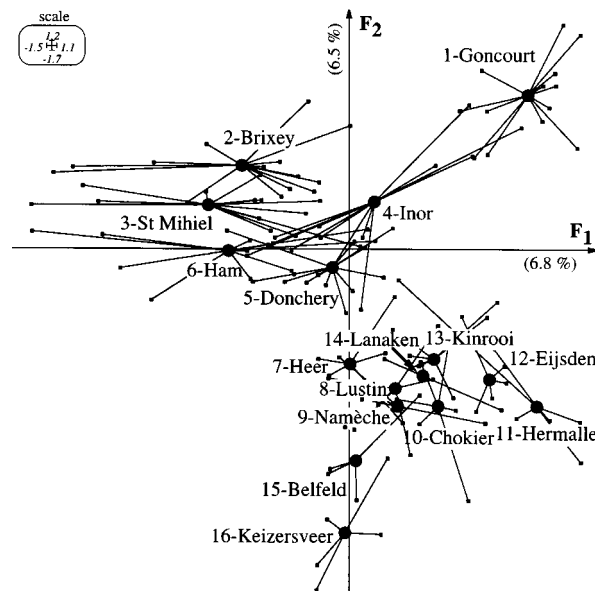 scale
1.2
-1.5 1.1
-1.7
F2
(6.5 %)
1-Goncourt
2-Brixey
3-St Mihiel
4-Inor
F1
6-Ham
(6.8 %)
5-Donchery
14-Lanaken
13-Kinrooi
7-Heer
12-Eijsden
8-Lustin
9-Namèche
10-Chokier
11-Hermalle
15-Belfeld
16-Keizersveer